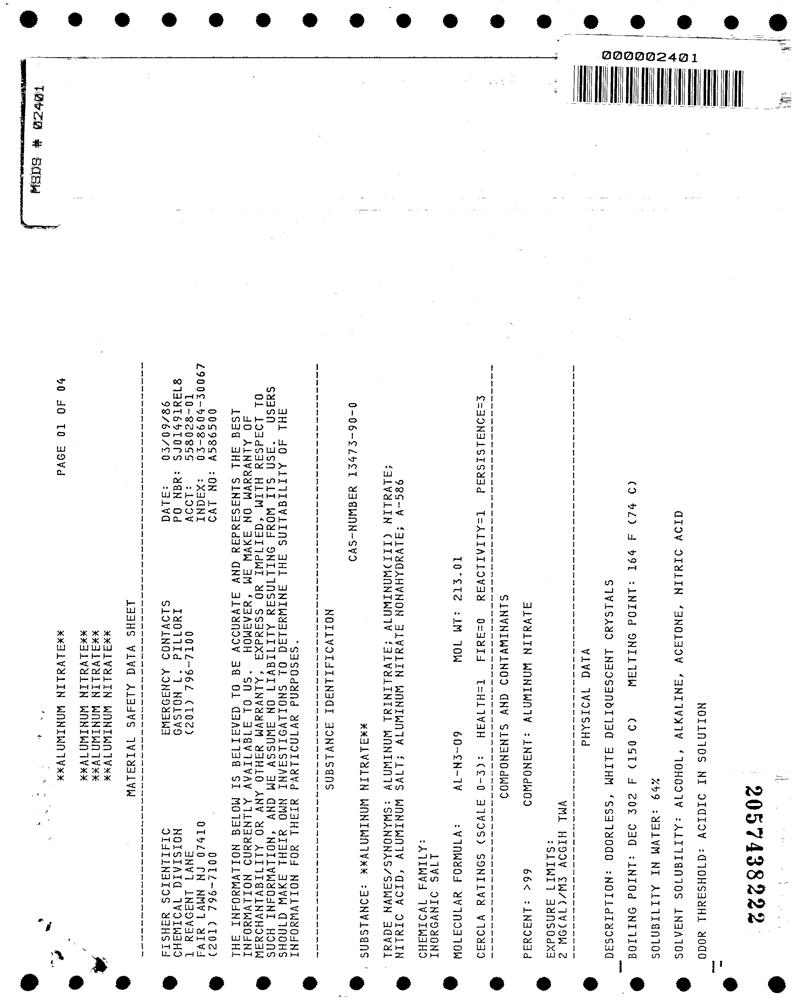 000002401
MSDS # 02401
**ALUMINUM NITRATE** PAGE 01 OF 04
**ALUMINUM NITRATE**
**ALUMINUM NITRATE**
**ALUMINUM NITRATE**
MATERIAL SAFETY DATA SHEET
FISHER SCIENTIFIC EMERGENCY CONTACTS DATE: 03/09/86
CHEMICAL DIVISION GASTON L. PILLORI PO NBR: SJ01491REL8
1 REAGENT LANE (201) 796-7100 ACCT: 558028-01
FAIR LAWN NJ 07410 INDEX: 03-8604-30067
(201) 796-7100 CAT NO: A586500
THE INFORMATION BELOW IS BELIEVED TO BE ACCURATE AND REPRESENTS THE BEST
INFORMATION CURRENTLY AVAILABLE TO US. HOWEVER, WE MAKE NO WARRANTY OF
MERCHANTABILITY OR ANY OTHER WARRANTY, EXPRESS OR IMPLIED, WITH RESPECT TO
SUCH INFORMATION, AND WE ASSUME NO LIABILITY RESULTING FROM ITS USE. USERS
SHOULD MAKE THEIR OWN INVESTIGATIONS TO DETERMINE THE SUITABILITY OF THE
INFORMATION FOR THEIR PARTICULAR PURPOSES.
SUBSTANCE IDENTIFICATION
CAS-NUMBER 13473-90-0
SUBSTANCE: **ALUMINUM NITRATE**
TRADE NAMES/SYNONYMS: ALUMINUM TRINITRATE; ALUMINUM(III) NITRATE;
NITRIC ACID, ALUMINUM SALT; ALUMINUM NITRATE NONAHYDRATE; A-586
CHEMICAL FAMILY:
INORGANIC SALT
MOLECULAR FORMULA: AL-N3-O9 MOL WT: 213.01
CERCLA RATINGS (SCALE 0-3): HEALTH=1 FIRE=0 REACTIVITY=1 PERSISTENCE=3
COMPONENTS AND CONTAMINANTS
PERCENT: >99 COMPONENT: ALUMINUM NITRATE
EXPOSURE LIMITS:
2 MG(AL)/M3 ACGIH TWA
PHYSICAL DATA
DESCRIPTION: ODORLESS, WHITE DELIQUESCENT CRYSTALS
BOILING POINT: DEC 302 F (150 C) MELTING POINT: 164 F (74 C)
SOLUBILITY IN WATER: 64%
SOLVENT SOLUBILITY: ALCOHOL, ALKALINE, ACETONE, NITRIC ACID
ODOR THRESHOLD: ACIDIC IN SOLUTION
2057438222